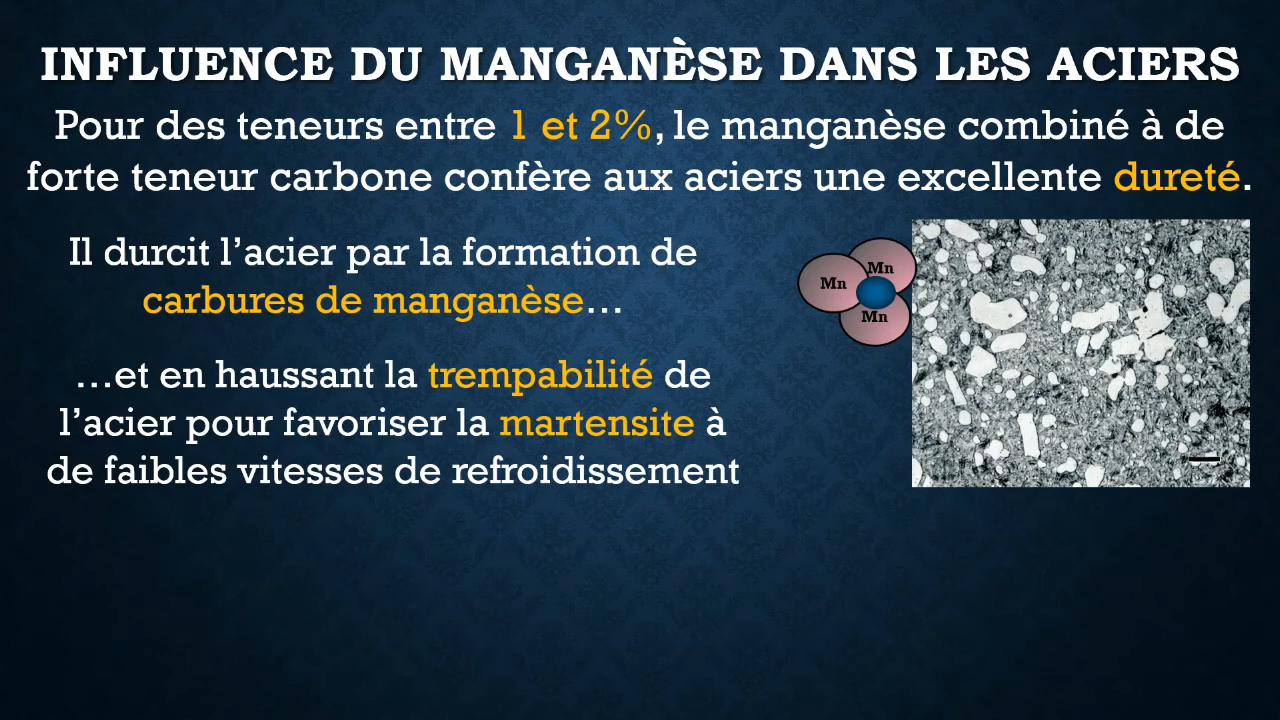 INFLUENCE DU MANGANÈSE DANS LES ACIERS
Pour des teneurs entre 1 et 2%, le manganèse combiné à de
forte teneur carbone confère aux aciers une excellente dureté.
Il durcit l’acier par la formation de
carbures de manganèse…
…et en haussant la trempabilité de
l’acier pour favoriser la martensite à
de faibles vitesses de refroidissement
Mn
Mn
Mn